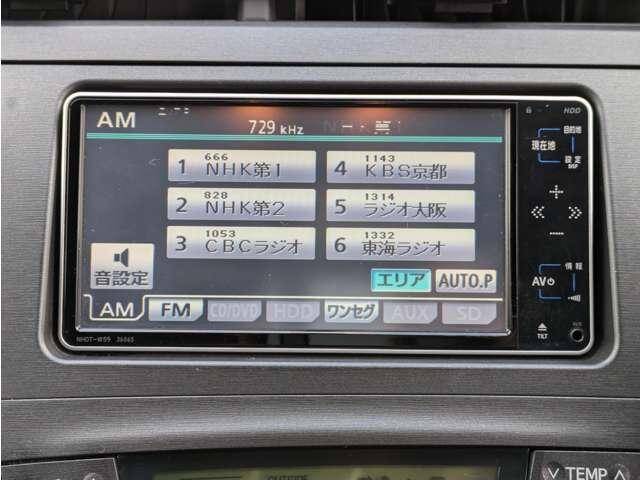 HDD
AM
729 kHz
目的地
現在地
設定
DISP
1 666 NHK第1
4 1143 KBS京都
2 828 NHK第2
5 1314 ラジオ大阪
3 1053 CBCラジオ
6 1332 東海ラジオ
音設定
エリア
AUTO.P
情報
AV
AM
FM
CD/DVD
HDD
ワンセグ
AUX
SD
TILT
NHDT-W59
TEMP